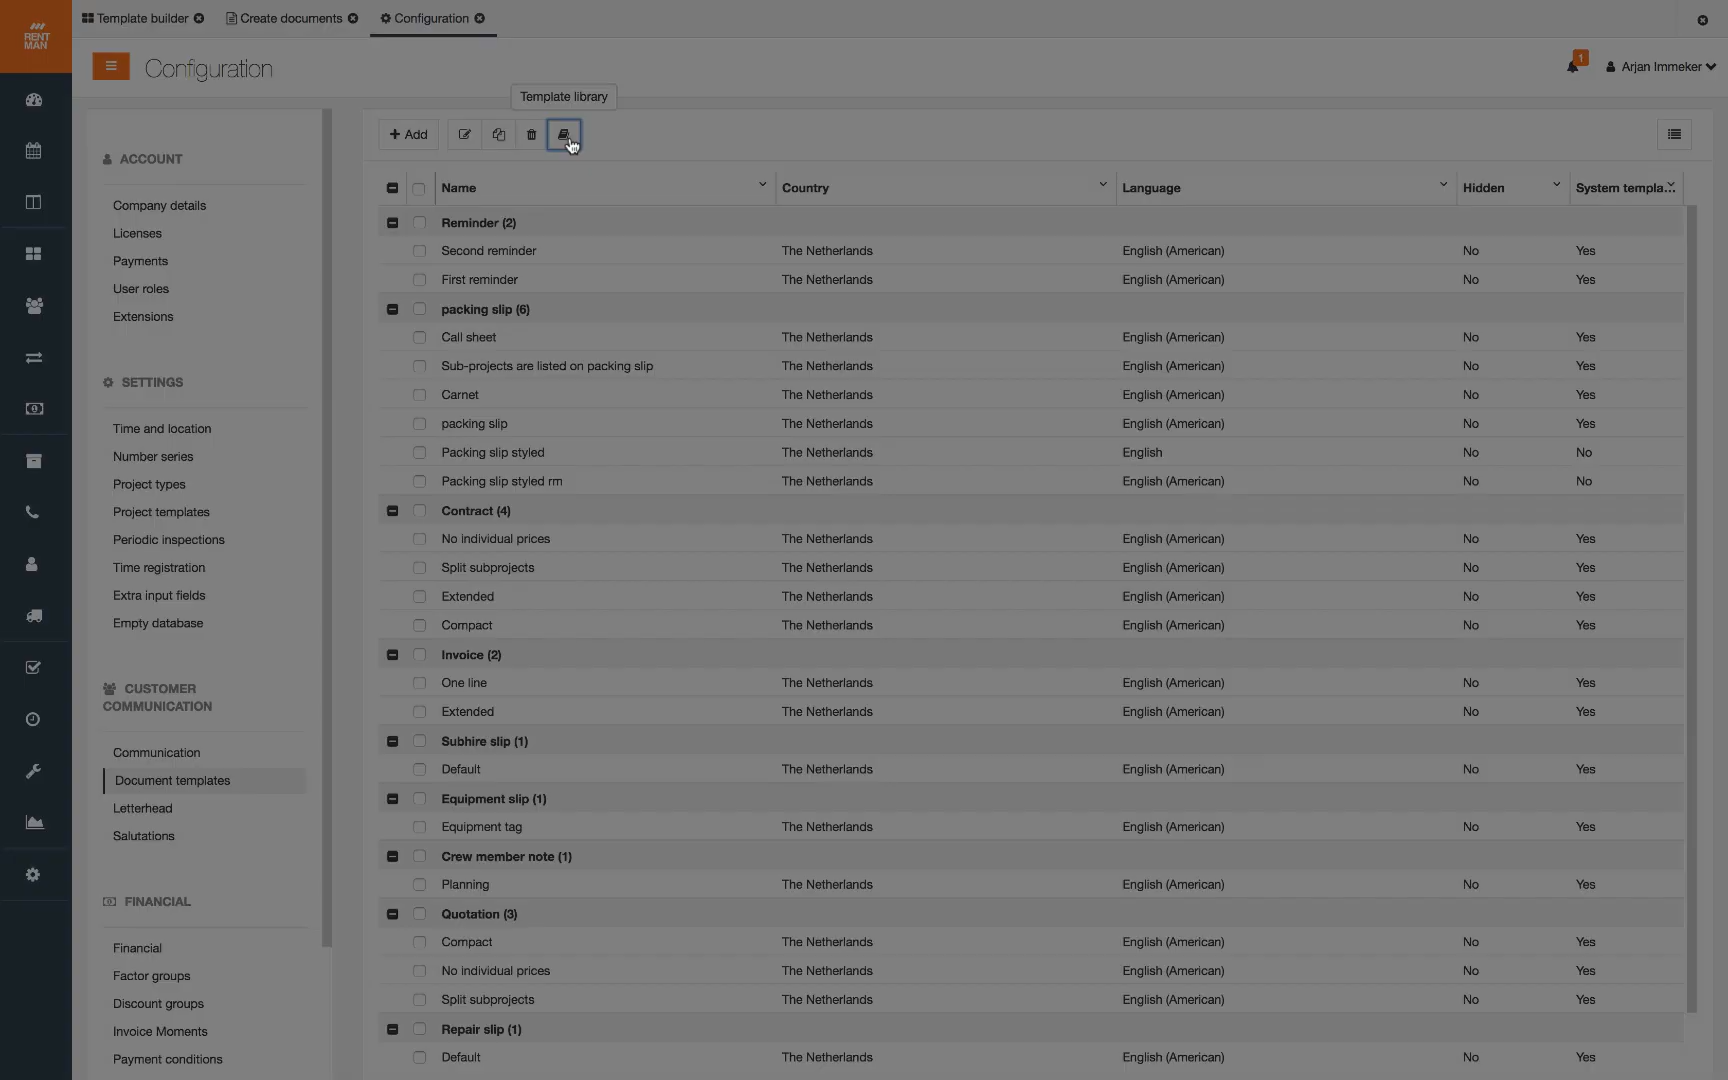 RENT
MAN
Template builder
Create documents
Configuration
Configuration
1
Arjan Immeker
Template library
+ Add
ACCOUNT
Company details
Licenses
Payments
User roles
Extensions
SETTINGS
Time and location
Number series
Project types
Project templates
Periodic inspections
Time registration
Extra input fields
Empty database
CUSTOMER
COMMUNICATION
Communication
Document templates
Letterhead
Salutations
FINANCIAL
Financial
Factor groups
Discount groups
Invoice Moments
Payment conditions
Name Country Language Hidden System templa...
Reminder (2)
Second reminder The Netherlands English (American) No Yes
First reminder The Netherlands English (American) No Yes
packing slip (6)
Call sheet The Netherlands English (American) No Yes
Sub-projects are listed on packing slip The Netherlands English (American) No Yes
Carnet The Netherlands English (American) No Yes
packing slip The Netherlands English (American) No Yes
Packing slip styled The Netherlands English No No
Packing slip styled rm The Netherlands English (American) No No
Contract (4)
No individual prices The Netherlands English (American) No Yes
Split subprojects The Netherlands English (American) No Yes
Extended The Netherlands English (American) No Yes
Compact The Netherlands English (American) No Yes
Invoice (2)
One line The Netherlands English (American) No Yes
Extended The Netherlands English (American) No Yes
Subhire slip (1)
Default The Netherlands English (American) No Yes
Equipment slip (1)
Equipment tag The Netherlands English (American) No Yes
Crew member note (1)
Planning The Netherlands English (American) No Yes
Quotation (3)
Compact The Netherlands English (American) No Yes
No individual prices The Netherlands English (American) No Yes
Split subprojects The Netherlands English (American) No Yes
Repair slip (1)
Default The Netherlands English (American) No Yes